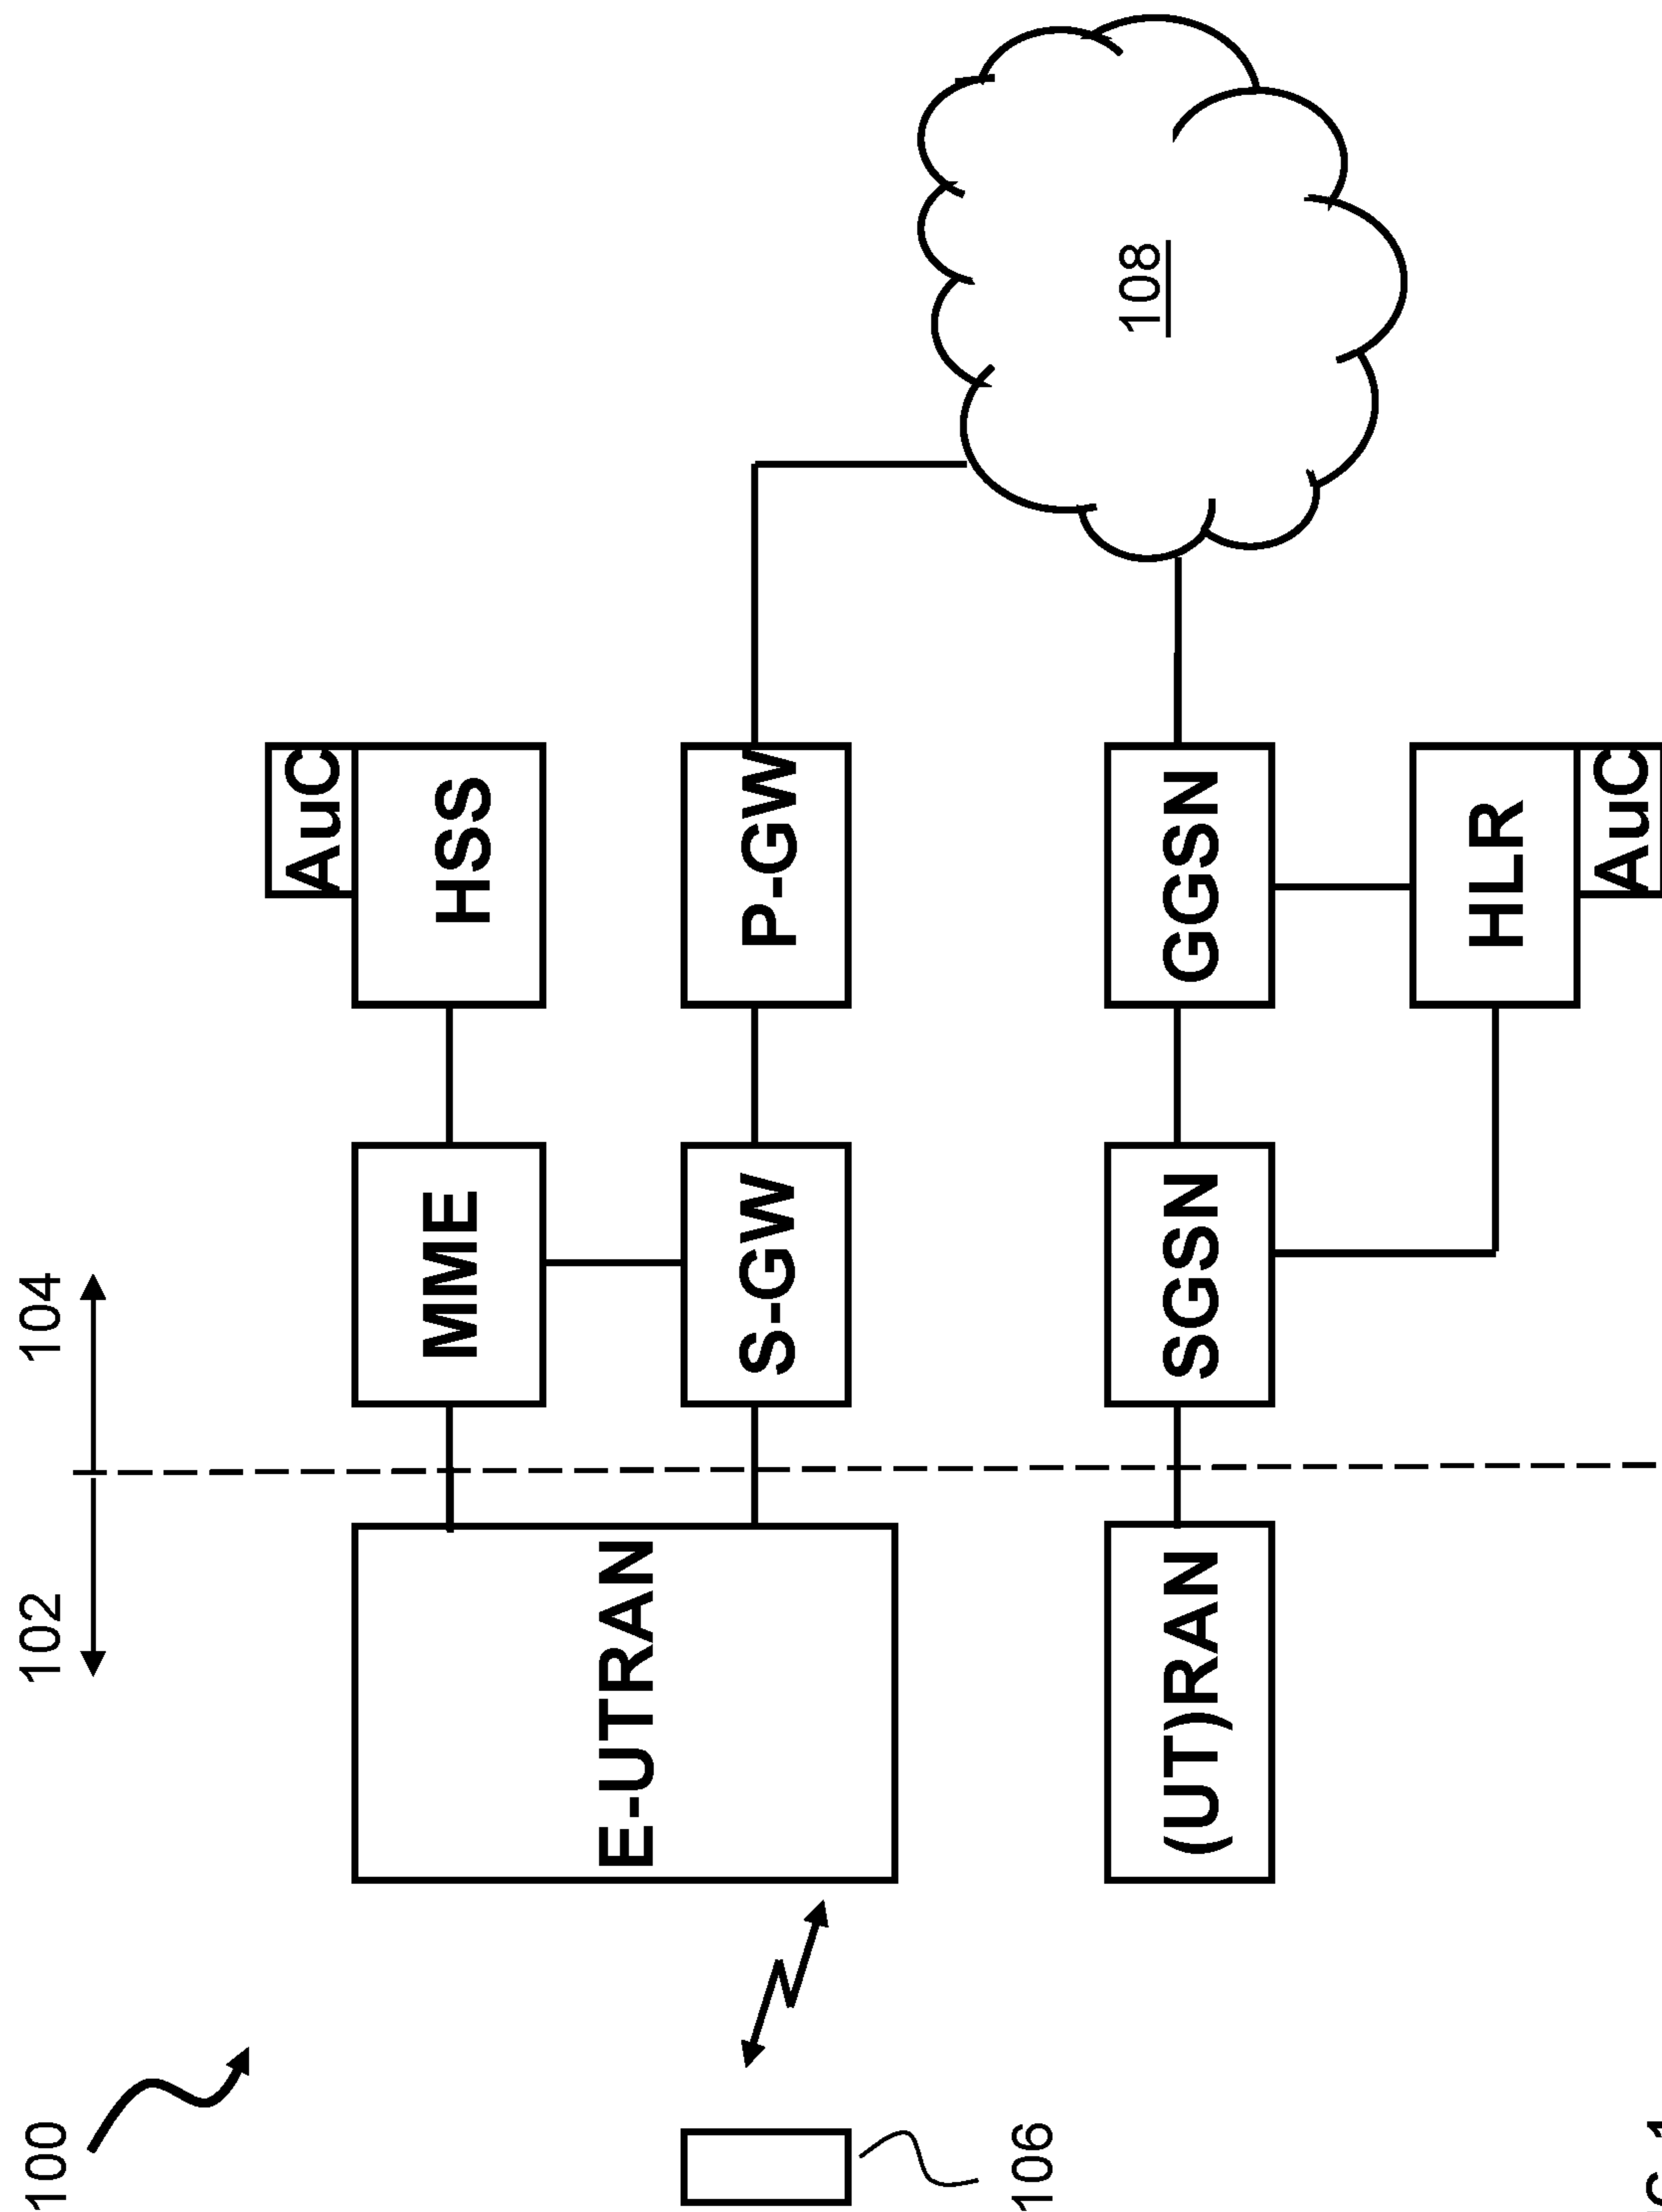 100
102
104
AuC
MME
HSS
E-UTRAN
S-GW
P-GW
106
108
(UT)RAN
SGSN
GGSN
HLR
AuC